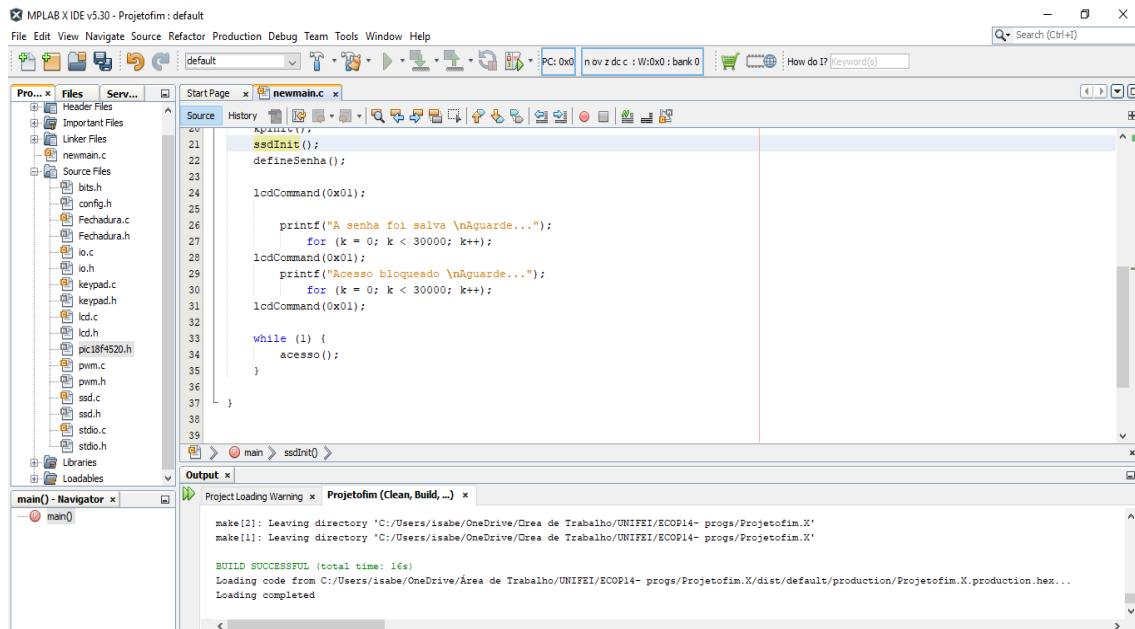 MPLAB X IDE v5.30 - Projetofim : default
File Edit View Navigate Source Refactor Production Debug Team Tools Window Help
Search (Ctrl+I)
default
PC: 0x0
n ov z dc c : W:0x0 : bank 0
How do I?
Keyword(s)
Pro... x Files Serv...
Header Files
Important Files
Linker Files
newmain.c
Source Files
bits.h
config.h
Fechadura.c
Fechadura.h
io.c
io.h
keypad.c
keypad.h
lcd.c
lcd.h
pic18f4520.h
pwm.c
pwm.h
ssd.c
ssd.h
stdio.c
stdio.h
Libraries
Loadables
main() - Navigator x
main()
Start Page x newmain.c x
Source History
20 kpInit();
21 ssdInit();
22 defineSenha();
23
24 lcdCommand(0x01);
25
26 printf("A senha foi salva \nAguarde...");
27 for (k = 0; k < 30000; k++);
28 lcdCommand(0x01);
29 printf("Acesso bloqueado \nAguarde...");
30 for (k = 0; k < 30000; k++);
31 lcdCommand(0x01);
32
33 while (1) {
34 acesso();
35 }
36
37 }
38
39
main ssdInit()
Output x
Project Loading Warning x Projetofim (Clean, Build, ...) x
make[2]: Leaving directory 'C:/Users/isabe/OneDrive/□rea de Trabalho/UNIFEI/ECOP14- progs/Projetofim.X'
make[1]: Leaving directory 'C:/Users/isabe/OneDrive/□rea de Trabalho/UNIFEI/ECOP14- progs/Projetofim.X'
BUILD SUCCESSFUL (total time: 16s)
Loading code from C:/Users/isabe/OneDrive/Área de Trabalho/UNIFEI/ECOP14- progs/Projetofim.X/dist/default/production/Projetofim.X.production.hex...
Loading completed